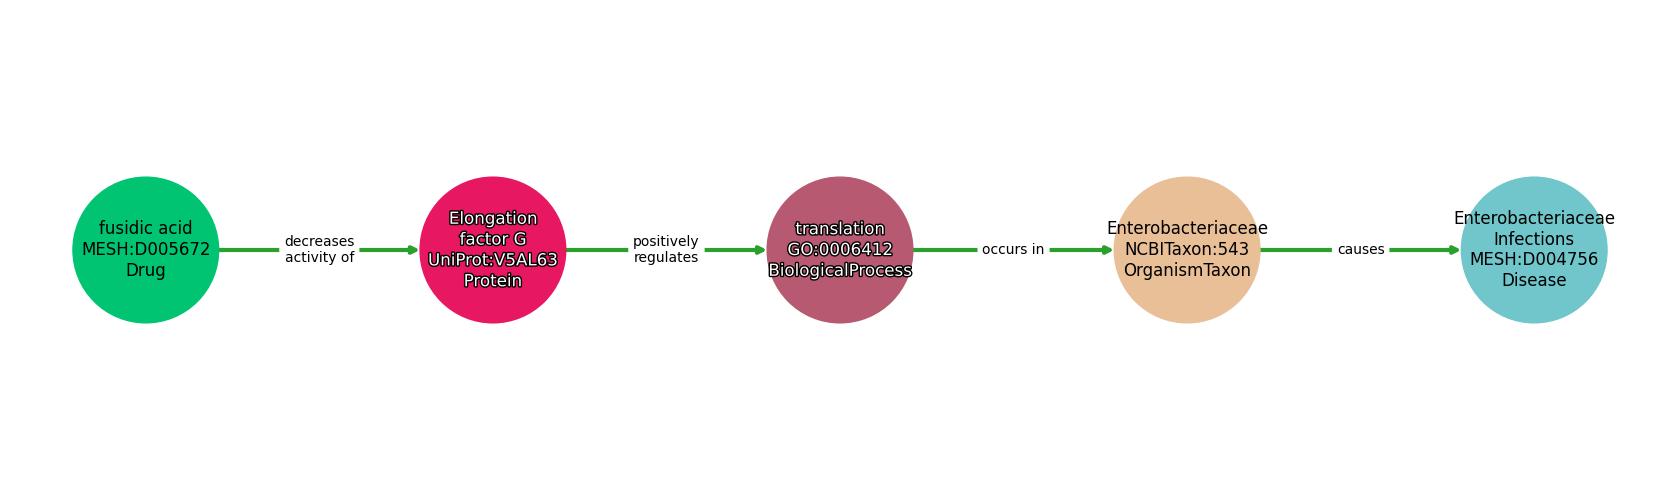 fusidic acid
MESH:D005672
Drug
decreases
activity of
Elongation
factor G
UniProt:V5AL63
Protein
positively
regulates
translation
GO:0006412
BiologicalProcess
occurs in
Enterobacteriaceae
NCBITaxon:543
OrganismTaxon
causes
Enterobacteriaceae
Infections
MESH:D004756
Disease